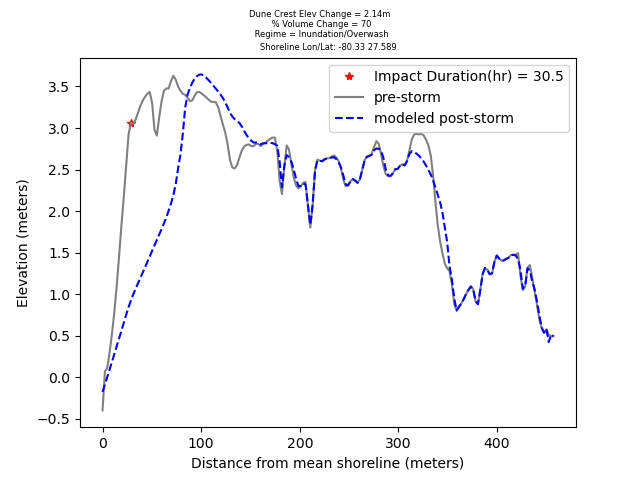 Dune Crest Elev Change = 2.14m
% Volume Change = 70
Regime = Inundation/Overwash
Shoreline Lon/Lat: -80.33 27.589
Impact Duration(hr) = 30.5
pre-storm
modeled post-storm
3.5
3.0
2.5
2.0
1.5
1.0
0.5
0.0
−0.5
Elevation (meters)
0 100 200 300 400
Distance from mean shoreline (meters)